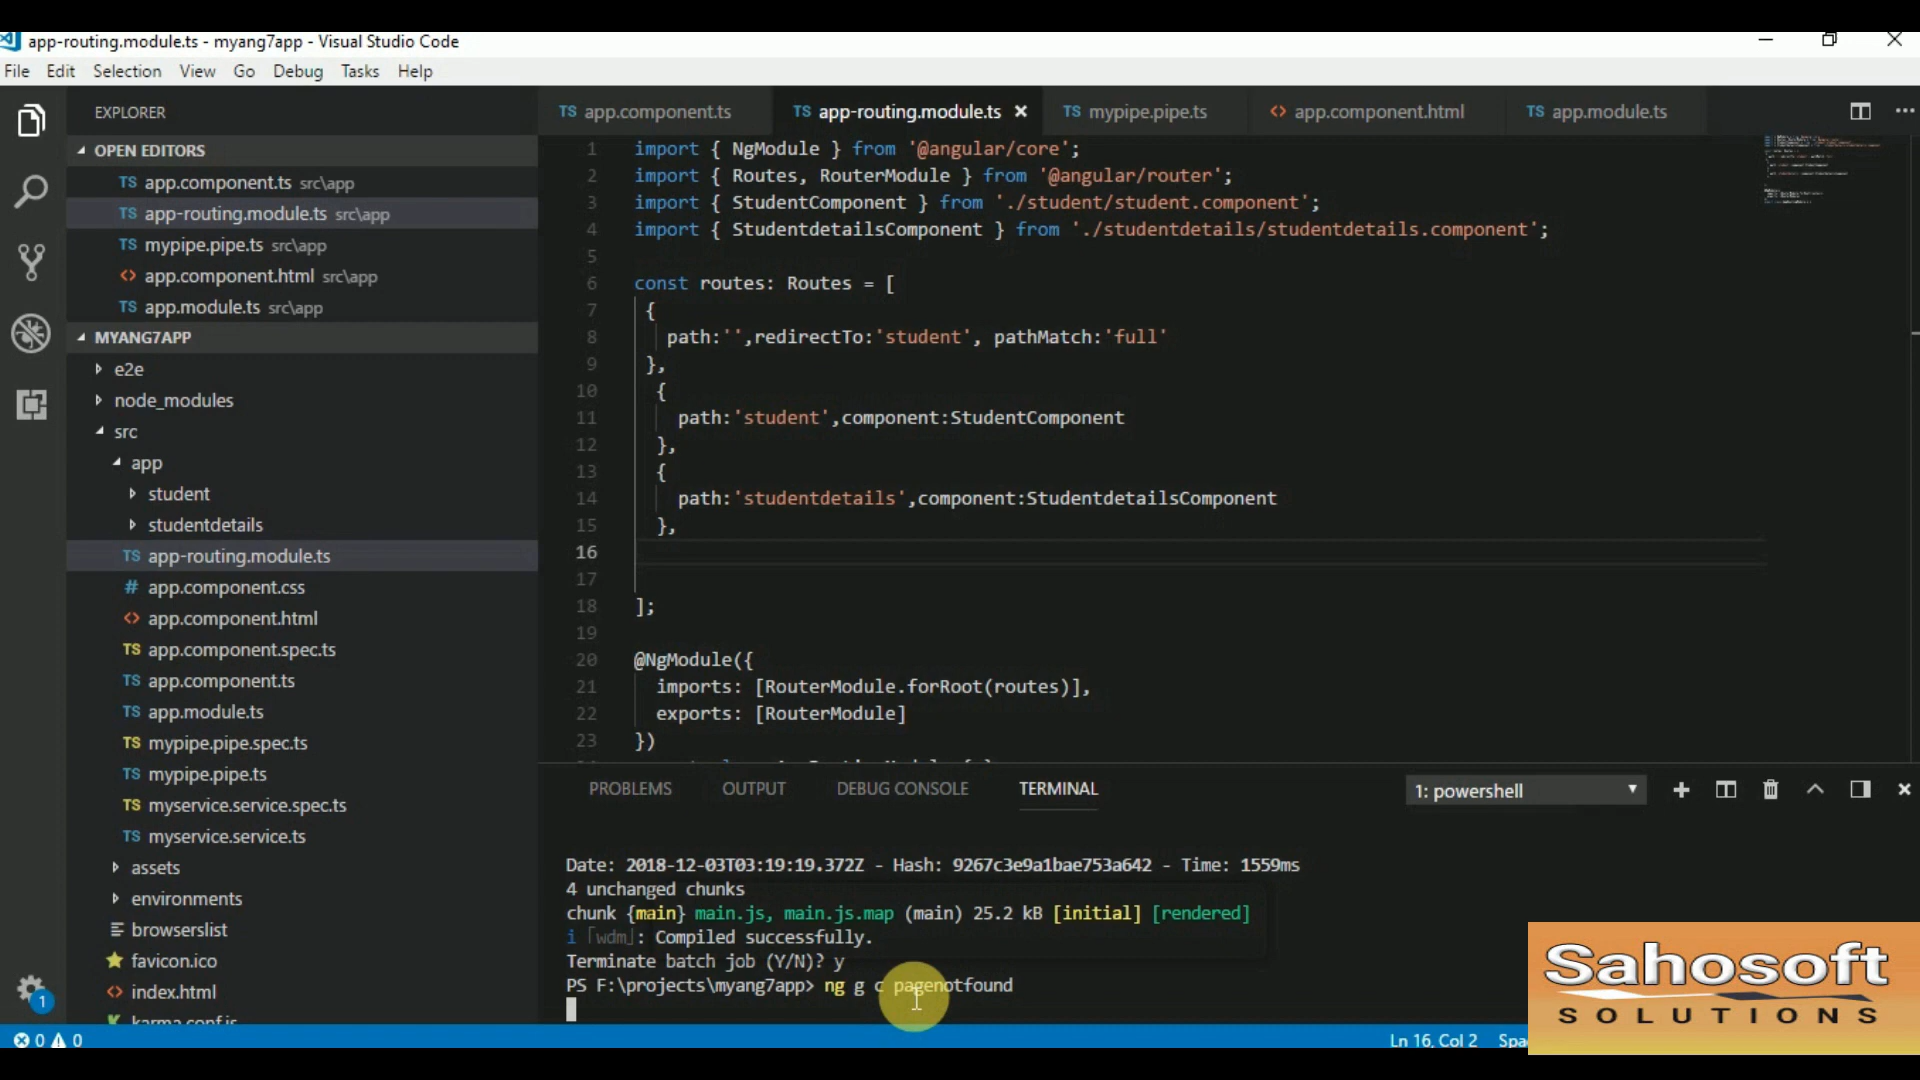 app-routing.module.ts - myang7app - Visual Studio Code
File Edit Selection View Go Debug Tasks Help
EXPLORER
OPEN EDITORS
TS app.component.ts src\app
TS app-routing.module.ts src\app
TS mypipe.pipe.ts src\app
<> app.component.html src\app
TS app.module.ts src\app
MYANG7APP
e2e
node_modules
src
app
student
studentdetails
TS app-routing.module.ts
# app.component.css
<> app.component.html
TS app.component.spec.ts
TS app.component.ts
TS app.module.ts
TS mypipe.pipe.spec.ts
TS mypipe.pipe.ts
TS myservice.service.spec.ts
TS myservice.service.ts
assets
environments
browserslist
favicon.ico
<> index.html
karma.conf.js
TS app.component.ts TS app-routing.module.ts × TS mypipe.pipe.ts <> app.component.html TS app.module.ts
1 import { NgModule } from '@angular/core';
2 import { Routes, RouterModule } from '@angular/router';
3 import { StudentComponent } from './student/student.component';
4 import { StudentdetailsComponent } from './studentdetails/studentdetails.component';
5
6 const routes: Routes = [
7 {
8 path:'',redirectTo:'student', pathMatch:'full'
9 },
10 {
11 path:'student',component:StudentComponent
12 },
13 {
14 path:'studentdetails',component:StudentdetailsComponent
15 },
16
17
18 ];
19
20 @NgModule({
21 imports: [RouterModule.forRoot(routes)],
22 exports: [RouterModule]
23 })
PROBLEMS OUTPUT DEBUG CONSOLE TERMINAL
1: powershell
Date: 2018-12-03T03:19:19.372Z - Hash: 9267c3e9a1bae753a642 - Time: 1559ms
4 unchanged chunks
chunk {main} main.js, main.js.map (main) 25.2 kB [initial] [rendered]
i ｢wdm｣: Compiled successfully.
Terminate batch job (Y/N)? y
PS F:\projects\myang7app> ng g c pagenotfound
1
0 0
Ln 16, Col 2 Spa
Sahosoft
SOLUTIONS